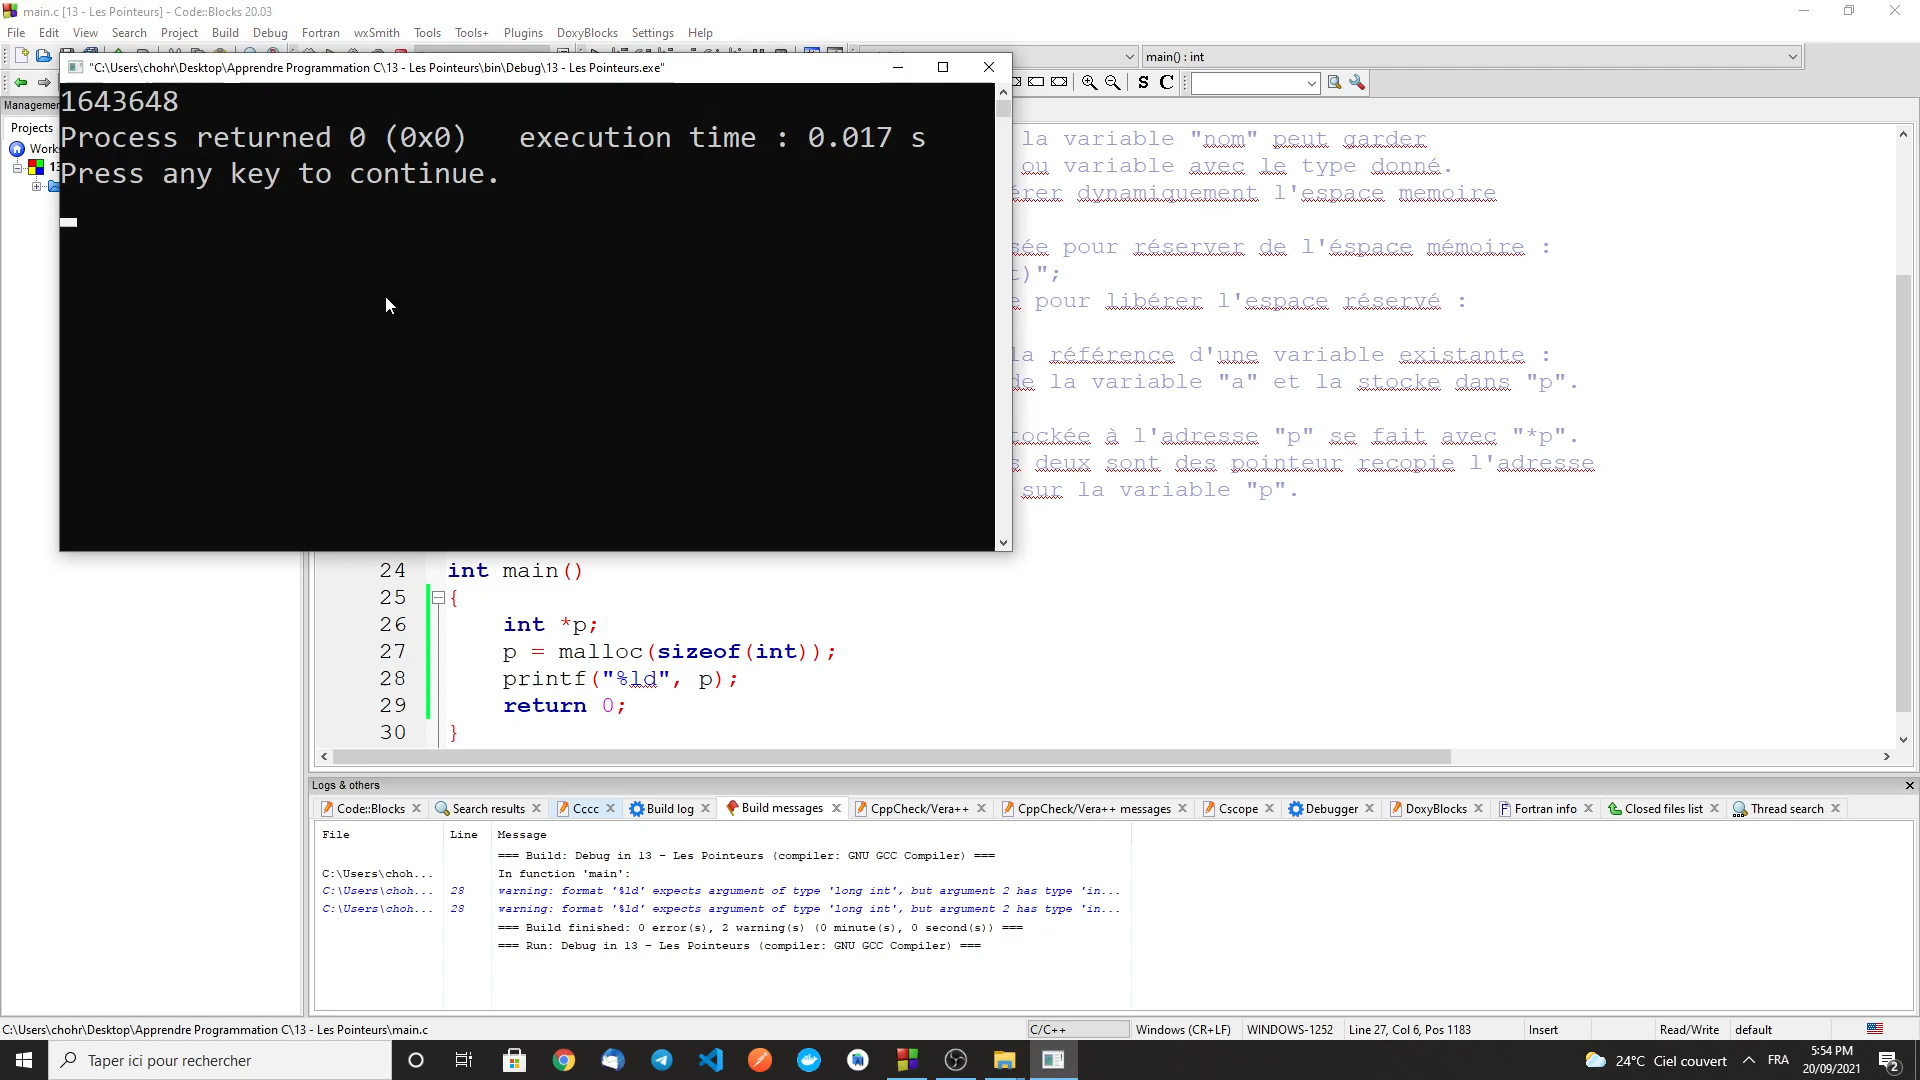 main.c [13 - Les Pointeurs] - Code::Blocks 20.03
File Edit View Search Project Build Debug Fortran wxSmith Tools Tools+ Plugins DoxyBlocks Settings Help
main() : int
"C:\Users\chohr\Desktop\Apprendre Programmation C\13 - Les Pointeurs\bin\Debug\13 - Les Pointeurs.exe"
S C
Managemen
Projects
Work
13
1643648
Process returned 0 (0x0)   execution time : 0.017 s
Press any key to continue.
la variable "nom" peut garder
ou variable avec le type donné.
érer dynamiquement l'espace memoire
sée pour réserver de l'éspace mémoire :
t)";
e pour libérer l'espace réservé :
la référence d'une variable existante :
de la variable "a" et la stocke dans "p".
tockée à l'adresse "p" se fait avec "*p".
s deux sont des pointeur recopie l'adresse
sur la variable "p".
24 int main()
25 {
26 int *p;
27 p = malloc(sizeof(int));
28 printf("%ld", p);
29 return 0;
30 }
Logs & others
Code::Blocks Search results Cccc Build log Build messages CppCheck/Vera++ CppCheck/Vera++ messages Cscope Debugger DoxyBlocks Fortran info Closed files list Thread search
File Line Message
=== Build: Debug in 13 - Les Pointeurs (compiler: GNU GCC Compiler) ===
C:\Users\choh... In function 'main':
C:\Users\choh... 28 warning: format '%ld' expects argument of type 'long int', but argument 2 has type 'in...
C:\Users\choh... 28 warning: format '%ld' expects argument of type 'long int', but argument 2 has type 'in...
=== Build finished: 0 error(s), 2 warning(s) (0 minute(s), 0 second(s)) ===
=== Run: Debug in 13 - Les Pointeurs (compiler: GNU GCC Compiler) ===
C:\Users\chohr\Desktop\Apprendre Programmation C\13 - Les Pointeurs\main.c C/C++ Windows (CR+LF) WINDOWS-1252 Line 27, Col 6, Pos 1183 Insert Read/Write default
Taper ici pour rechercher
24°C Ciel couvert FRA 5:54 PM
20/09/2021
2